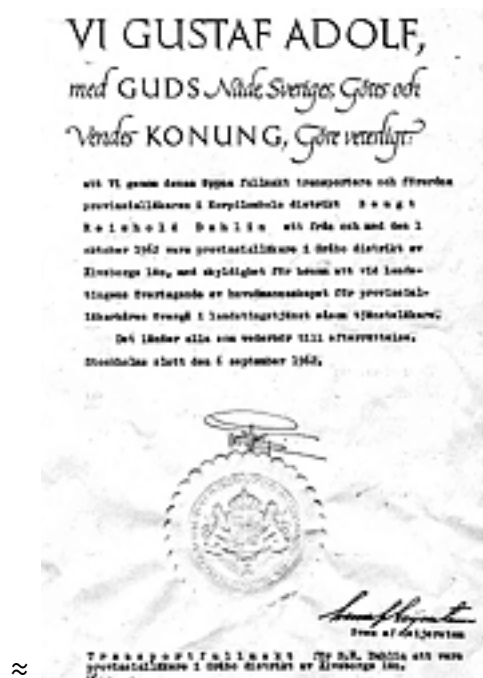 VI GUSTAF ADOLF,
med GUDS Nåde, Sveriges, Götes och
Vendes KONUNG, Göre veterligt:
att Vi genom denna öppna fullmakt transportera och förordna
provinsialläkaren i Korpilombolo distrikt Bengt
Reinhold Dahlin att från och med den 1
oktober 1962 vara provinsialläkare i Gråbo distrikt av
Älvsborgs län, med skyldighet för honom att vid lands-
tingens övertagande av huvudmannaskapet för provinsial-
läkarvården övergå i landstingstjänst såsom tjänsteläkare.
Det länder alla som vederbör till efterrättelse.
Stockholms slott den 6 september 1962.
Sven af Geijerstam
Transportfullmakt för B.R. Dahlin att vara
provinsialläkare i Gråbo distrikt av Älvsborgs län.
≈